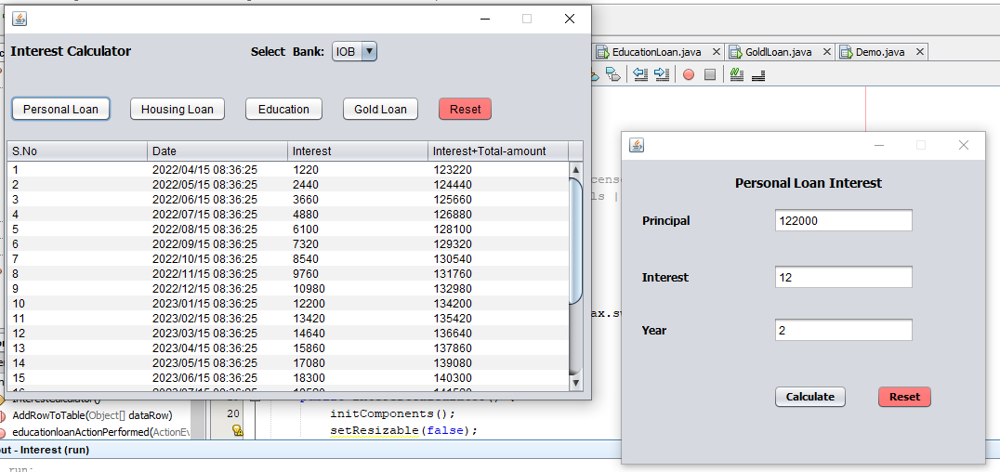 Interest Calculator
Select Bank: IOB
Personal Loan Housing Loan Education Gold Loan Reset
S.No Date Interest Interest+Total-amount
1 2022/04/15 08:36:25 1220 123220
2 2022/05/15 08:36:25 2440 124440
3 2022/06/15 08:36:25 3660 125660
4 2022/07/15 08:36:25 4880 126880
5 2022/08/15 08:36:25 6100 128100
6 2022/09/15 08:36:25 7320 129320
7 2022/10/15 08:36:25 8540 130540
8 2022/11/15 08:36:25 9760 131760
9 2022/12/15 08:36:25 10980 132980
10 2023/01/15 08:36:25 12200 134200
11 2023/02/15 08:36:25 13420 135420
12 2023/03/15 08:36:25 14640 136640
13 2023/04/15 08:36:25 15860 137860
14 2023/05/15 08:36:25 17080 139080
15 2023/06/15 08:36:25 18300 140300
EducationLoan.java GoldlLoan.java Demo.java
Personal Loan Interest
Principal 122000
Interest 12
Year 2
Calculate Reset
AddRowToTable(Object[] dataRow)
educationloanActionPerformed(ActionEv
20 initComponents();
setResizable(false);
ut - Interest (run)
run: